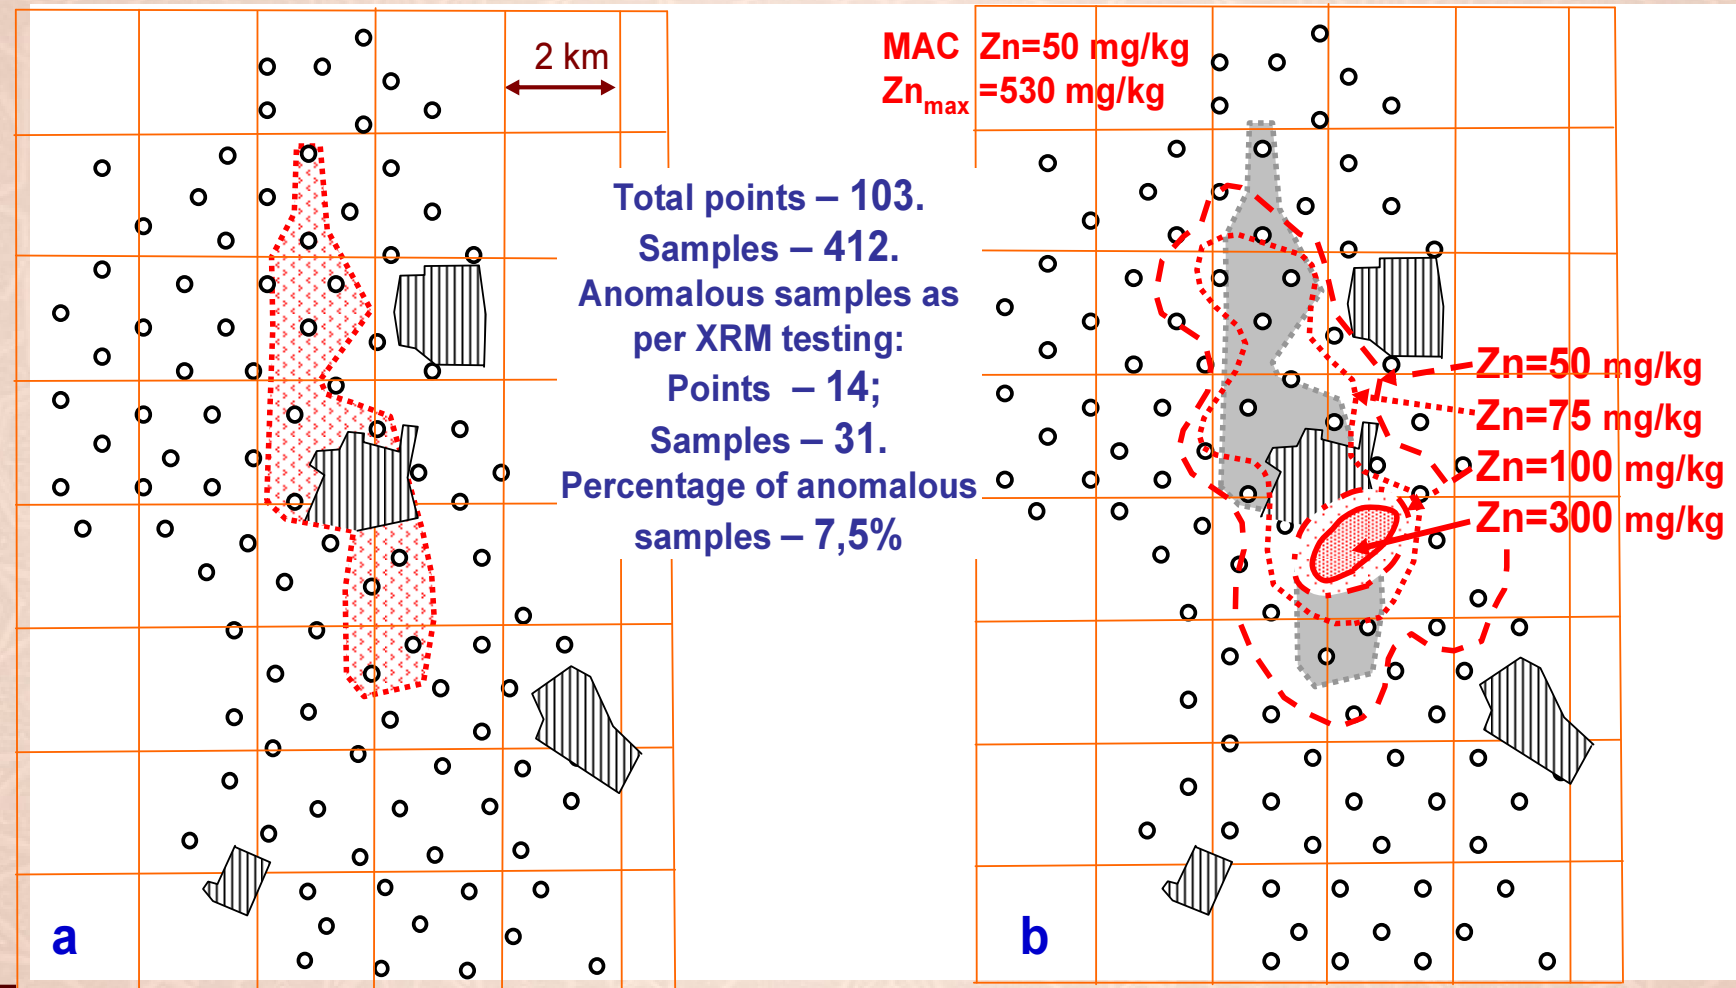 2 km
MAC Zn=50 mg/kg
Znmax =530 mg/kg
Total points – 103.
Samples – 412.
Anomalous samples as
per XRM testing:
Points – 14;
Samples – 31.
Percentage of anomalous
samples – 7,5%
Zn=50 mg/kg
Zn=75 mg/kg
Zn=100 mg/kg
Zn=300 mg/kg
a
b